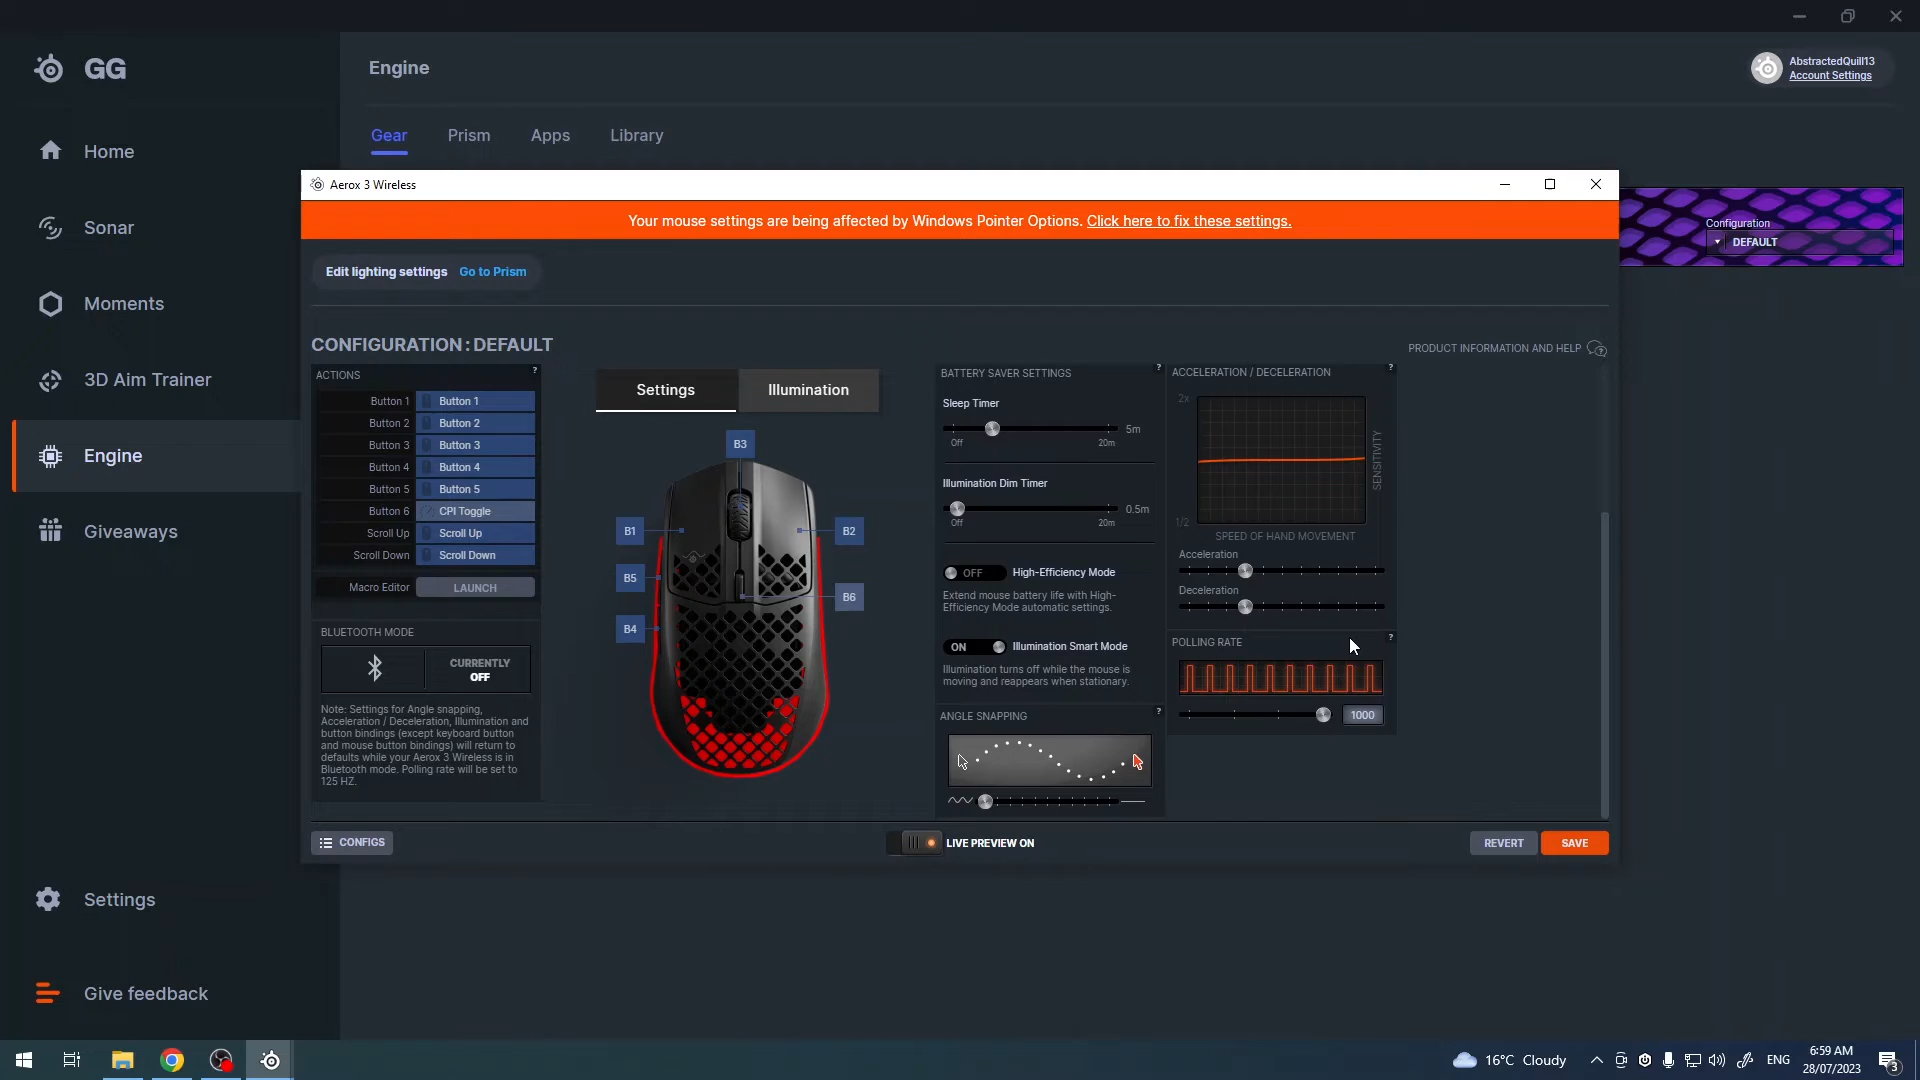 GG
Engine
AbstractedQuill13
Account Settings
Home
Sonar
Moments
3D Aim Trainer
Engine
Giveaways
Settings
Give feedback
Gear
Prism
Apps
Library
Aerox 3 Wireless
Your mouse settings are being affected by Windows Pointer Options. Click here to fix these settings.
Configuration
DEFAULT
Edit lighting settings Go to Prism
CONFIGURATION : DEFAULT
PRODUCT INFORMATION AND HELP
ACTIONS ?
Button 1 Button 1
Button 2 Button 2
Button 3 Button 3
Button 4 Button 4
Button 5 Button 5
Button 6 CPI Toggle
Scroll Up Scroll Up
Scroll Down Scroll Down
Macro Editor LAUNCH
BLUETOOTH MODE
CURRENTLY
OFF
Note: Settings for Angle snapping,
Acceleration / Deceleration, Illumination and
button bindings (except keyboard button
and mouse button bindings) will return to
defaults while your Aerox 3 Wireless is in
Bluetooth mode. Polling rate will be set to
125 HZ.
Settings
Illumination
B3
B1
B2
B5
B6
B4
BATTERY SAVER SETTINGS ?
Sleep Timer
5m
Off 20m
Illumination Dim Timer
0.5m
Off 20m
OFF High-Efficiency Mode
Extend mouse battery life with High-
Efficiency Mode automatic settings.
ON Illumination Smart Mode
Illumination turns off while the mouse is
moving and reappears when stationary.
ANGLE SNAPPING ?
ACCELERATION / DECELERATION ?
2x
SENSITIVITY
1/2
SPEED OF HAND MOVEMENT
Acceleration
Deceleration
POLLING RATE ?
1000
CONFIGS
LIVE PREVIEW ON
REVERT
SAVE
16°C Cloudy
ENG
6:59 AM
28/07/2023
3